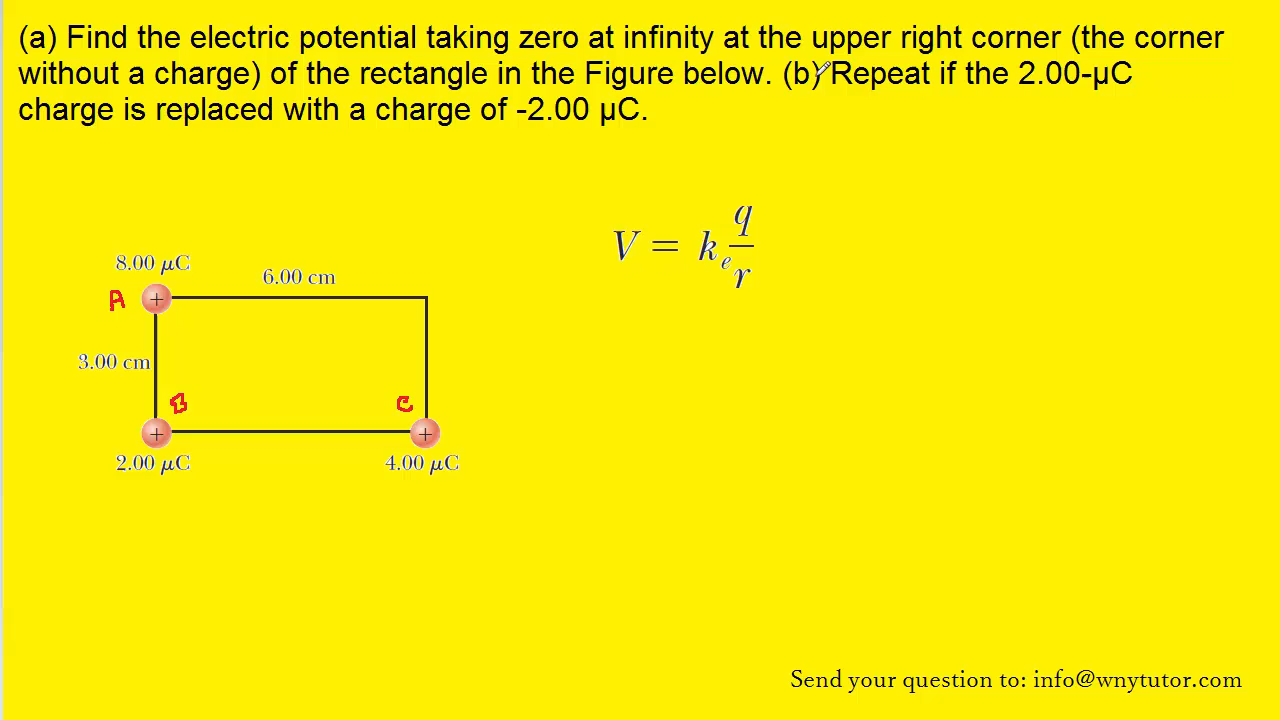 (a) Find the electric potential taking zero at infinity at the upper right corner (the corner
without a charge) of the rectangle in the Figure below. (b) Repeat if the 2.00-µC
charge is replaced with a charge of -2.00 µC.
V = kₑ q/r
8.00 µC
6.00 cm
A +
3.00 cm
B C
+ +
2.00 µC 4.00 µC
Send your question to: info@wnytutor.com